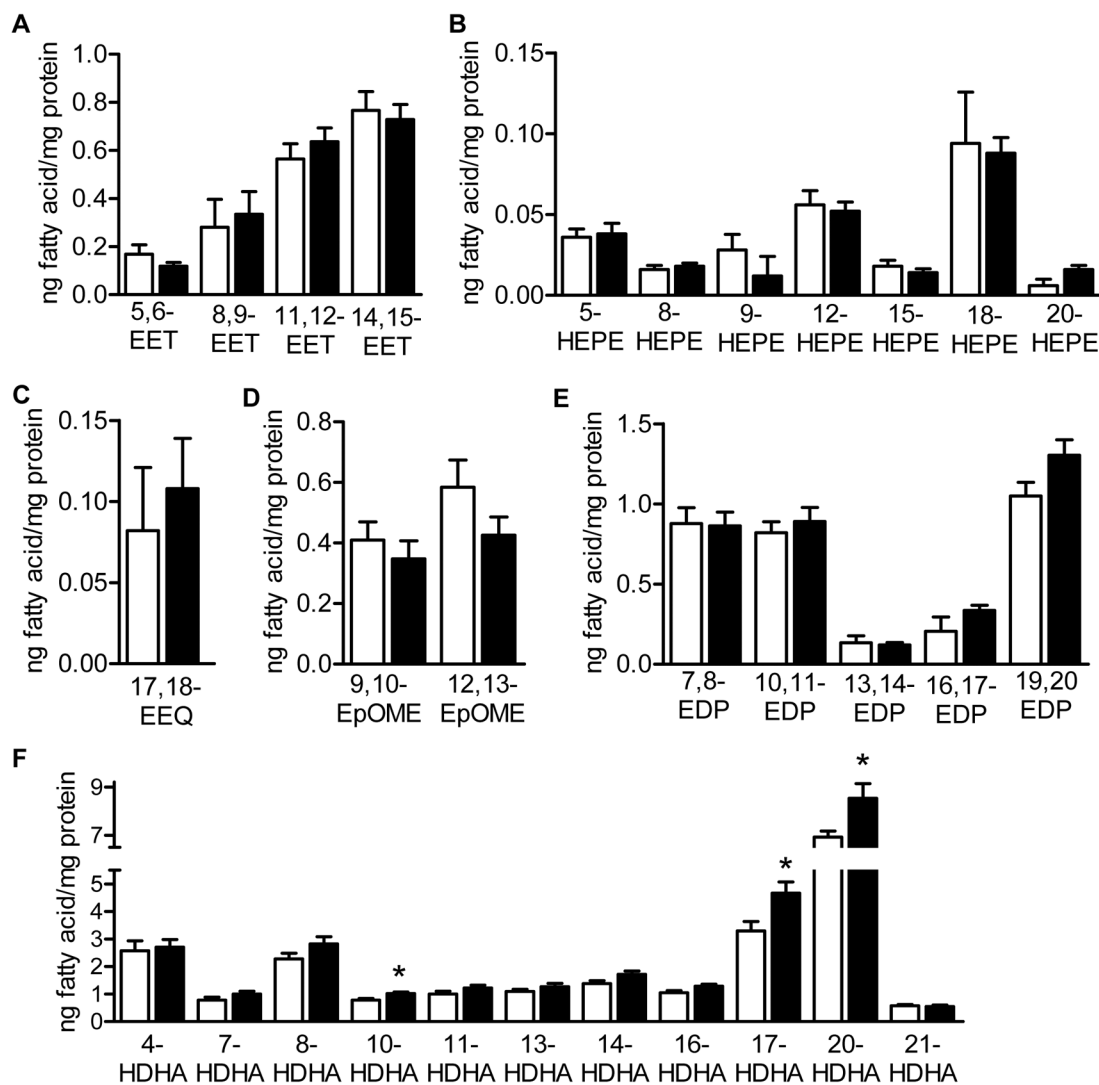 A
ng fatty acid/mg protein
1.0
0.8
0.6
0.4
0.2
0.0
5,6- 8,9- 11,12- 14,15-
EET EET EET EET
B
ng fatty acid/mg protein
0.15
0.10
0.05
0.00
5- 8- 9- 12- 15- 18- 20-
HEPE HEPE HEPE HEPE HEPE HEPE HEPE
C
ng fatty acid/mg protein
0.15
0.10
0.05
0.00
17,18-
EEQ
D
ng fatty acid/mg protein
0.8
0.6
0.4
0.2
0.0
9,10- 12,13-
EpOME EpOME
E
ng fatty acid/mg protein
1.5
1.0
0.5
0.0
7,8- 10,11- 13,14- 16,17- 19,20
EDP EDP EDP EDP EDP
F
ng fatty acid/mg protein
9
7
5
4
3
2
1
0
* * *
4- 7- 8- 10- 11- 13- 14- 16- 17- 20- 21-
HDHA HDHA HDHA HDHA HDHA HDHA HDHA HDHA HDHA HDHA HDHA